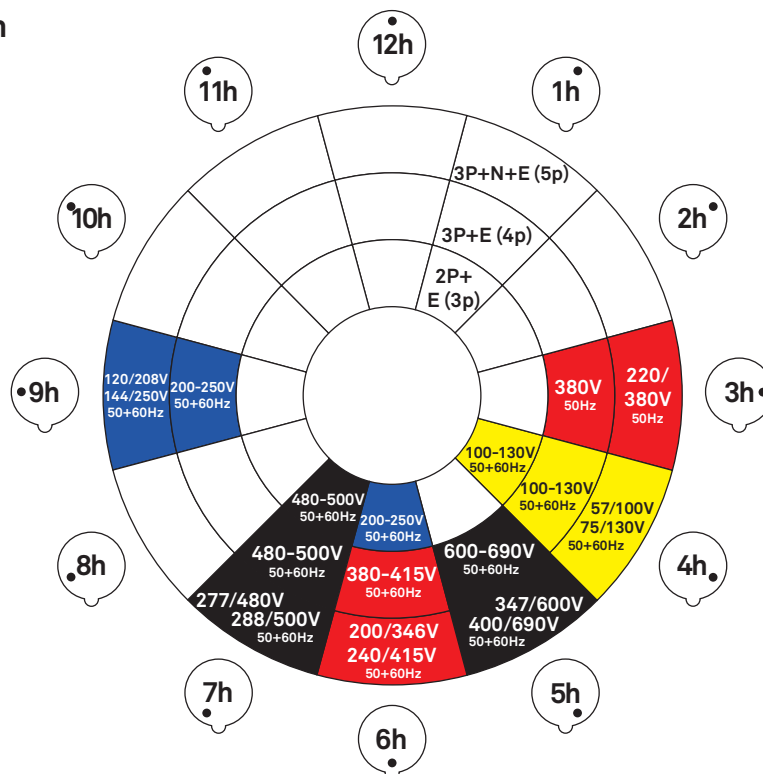 n
12h
11h
1h
3P+N+E (5p)
10h
2h
3P+E (4p)
2P+
E (3p)
120/208V
144/250V
50+60Hz
200-250V
50+60Hz
9h
380V
50Hz
220/
380V
50Hz
3h
100-130V
50+60Hz
100-130V
50+60Hz
57/100V
75/130V
50+60Hz
480-500V
50+60Hz
200-250V
50+60Hz
480-500V
50+60Hz
600-690V
50+60Hz
8h
4h
380-415V
50+60Hz
277/480V
288/500V
50+60Hz
347/600V
400/690V
50+60Hz
200/346V
240/415V
50+60Hz
7h
5h
6h